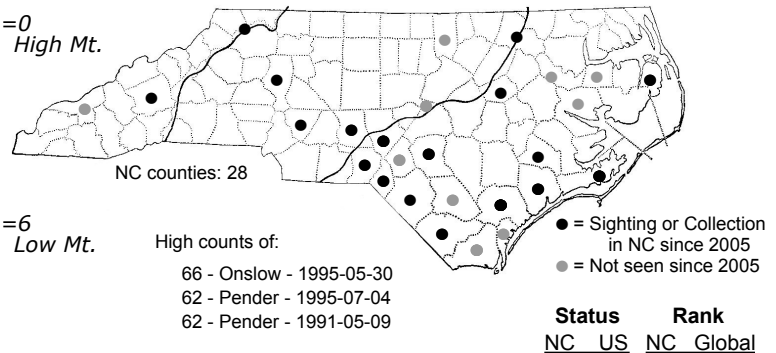 =0
High Mt.
NC counties: 28
=6
Low Mt.
High counts of:
66 - Onslow - 1995-05-30
62 - Pender - 1995-07-04
62 - Pender - 1991-05-09
= Sighting or Collection
in NC since 2005
= Not seen since 2005
Status Rank
NC US NC Global